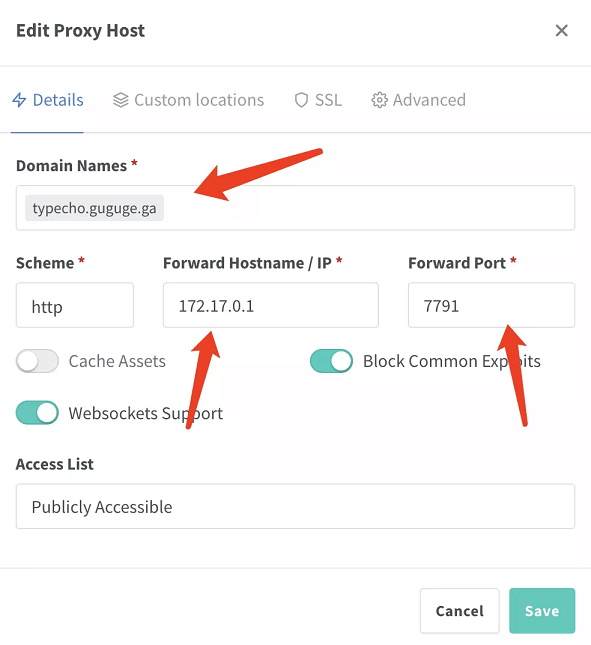 Edit Proxy Host
Details Custom locations SSL Advanced
Domain Names *
typecho.guguge.ga
Scheme * Forward Hostname / IP * Forward Port *
http 172.17.0.1 7791
Cache Assets Block Common Exploits
Websockets Support
Access List
Publicly Accessible
Cancel Save